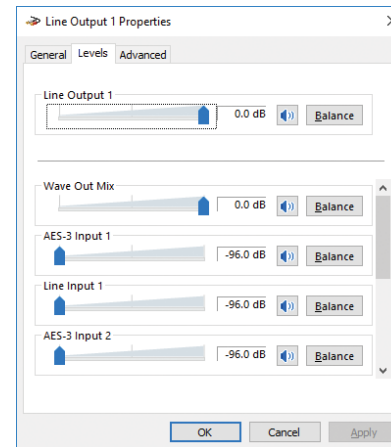 Line Output 1 Properties
General Levels Advanced
Line Output 1
0.0 dB Balance
Wave Out Mix
0.0 dB Balance
AES-3 Input 1
-96.0 dB Balance
Line Input 1
-96.0 dB Balance
AES-3 Input 2
-96.0 dB Balance
OK Cancel Apply